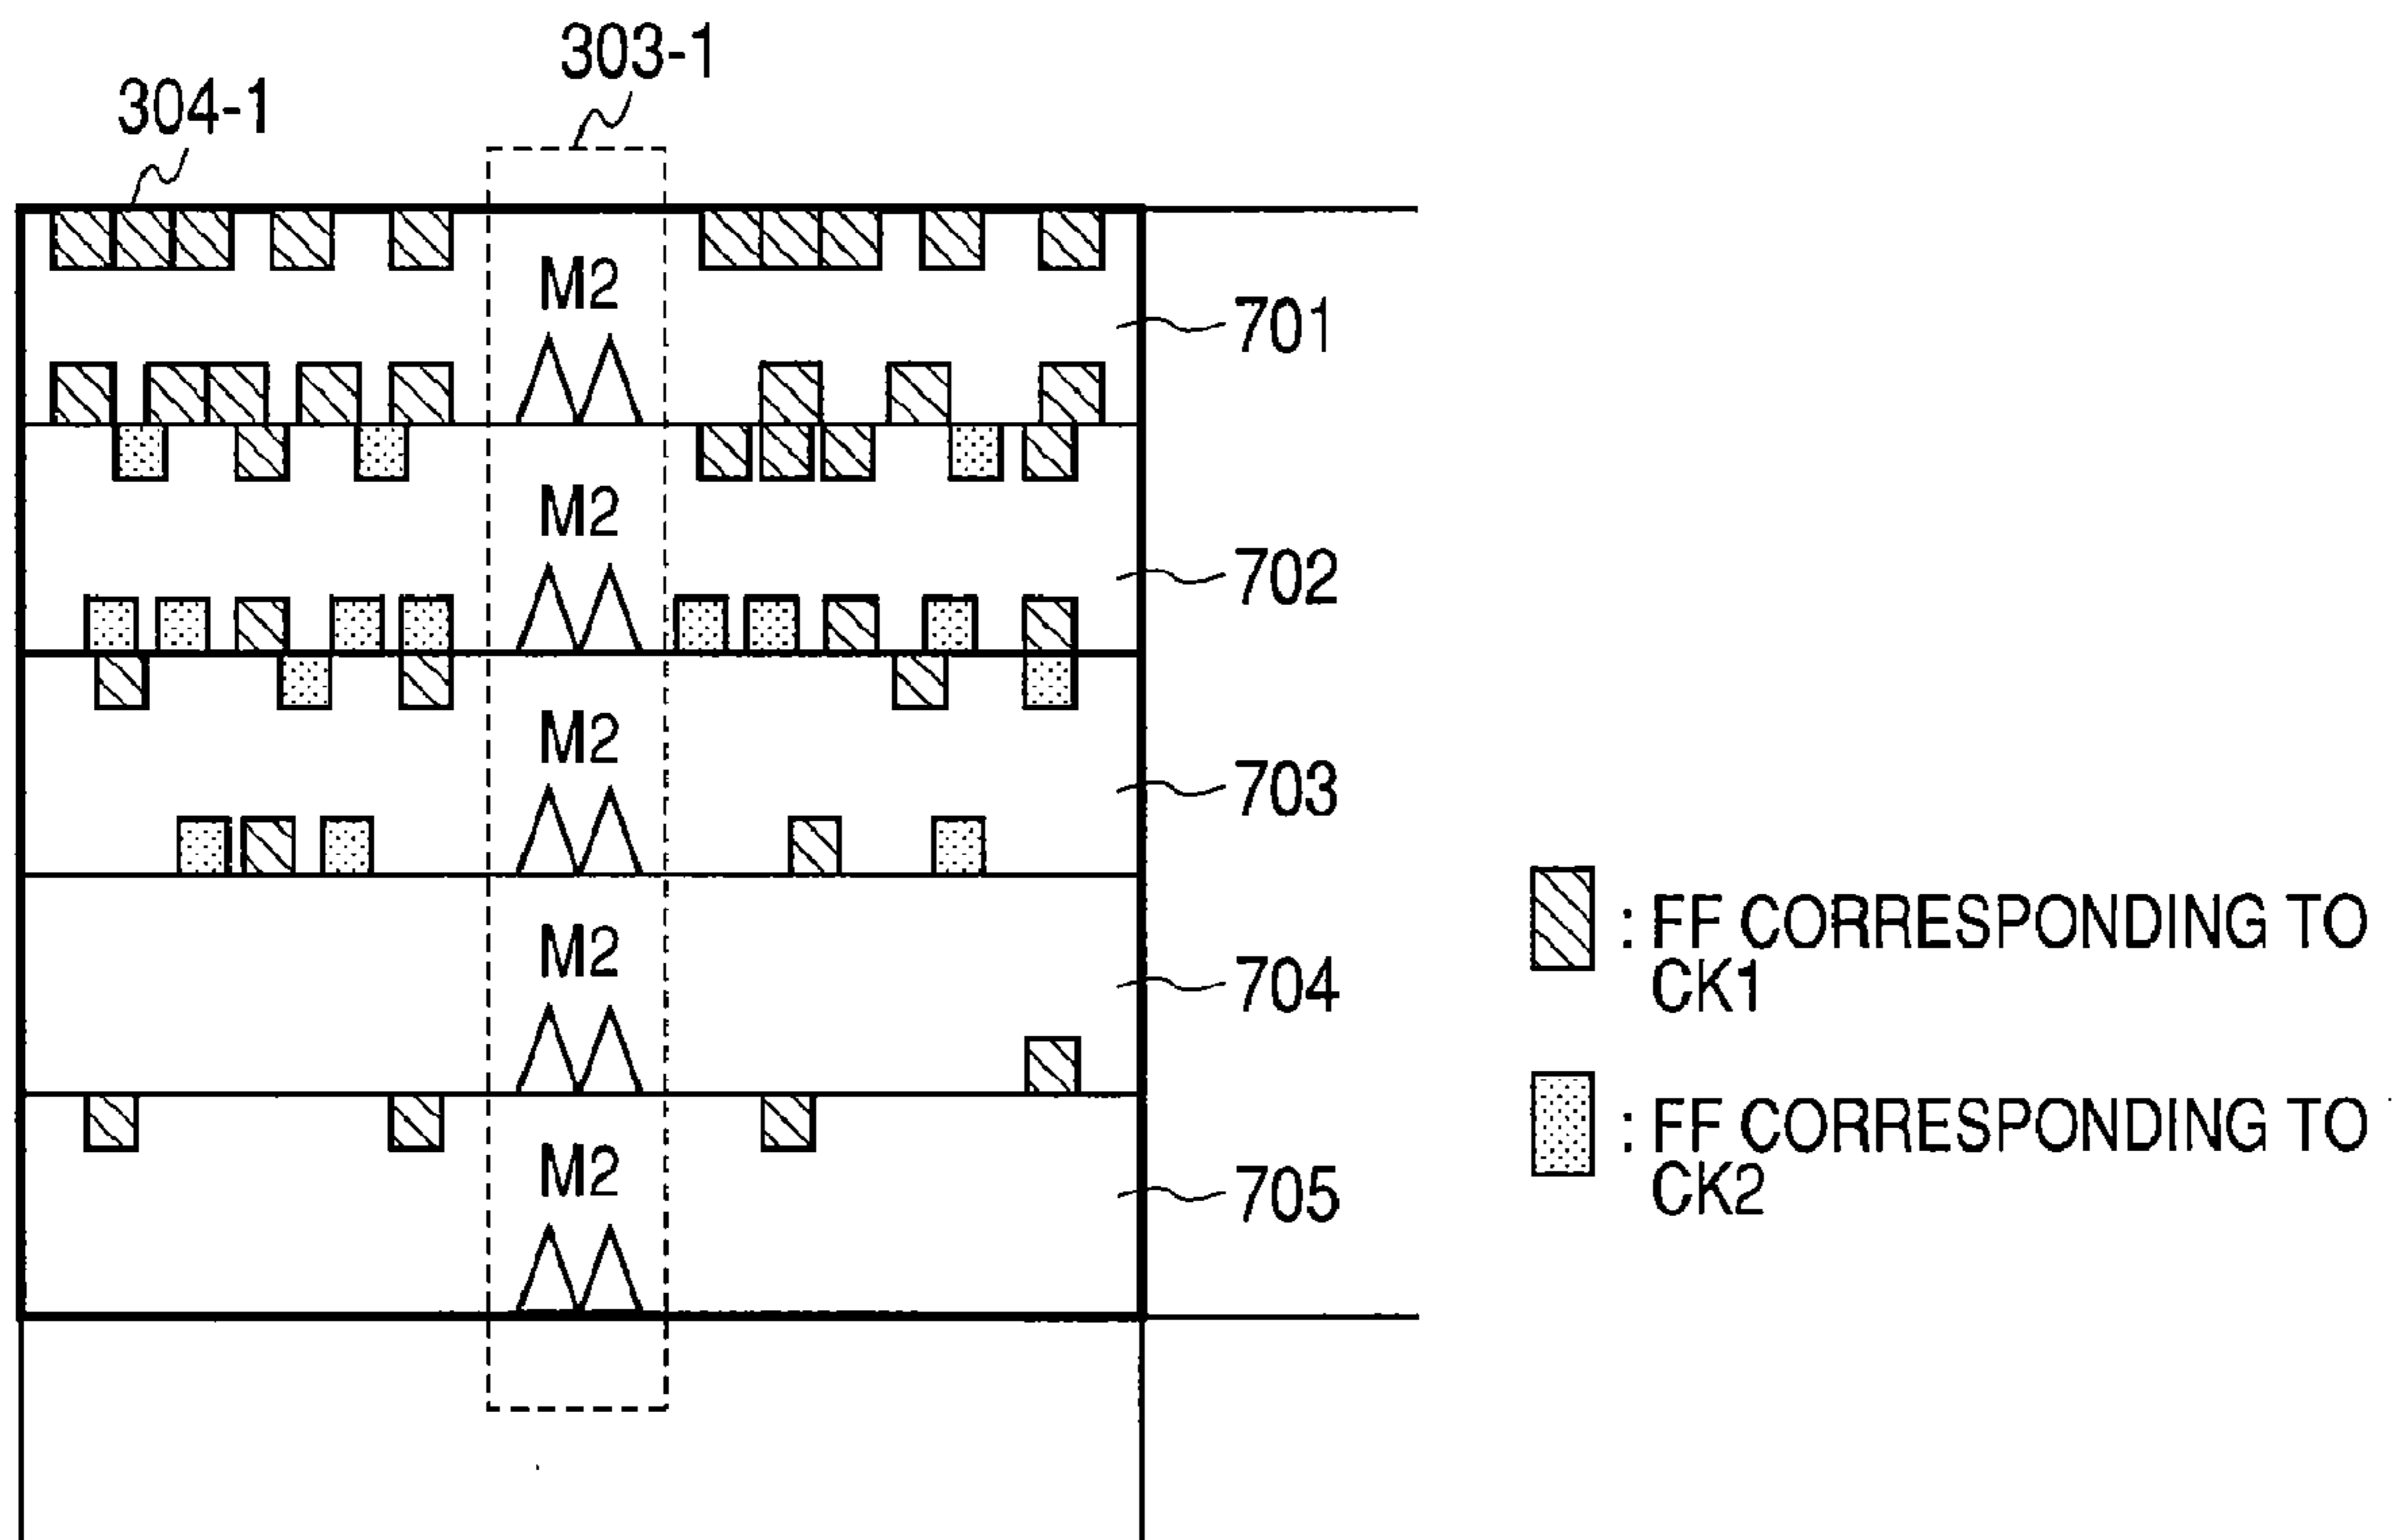 303-1
304-1
M2
701
M2
702
M2
703
M2
704
M2
705
: FF CORRESPONDING TO
CK1
: FF CORRESPONDING TO
CK2